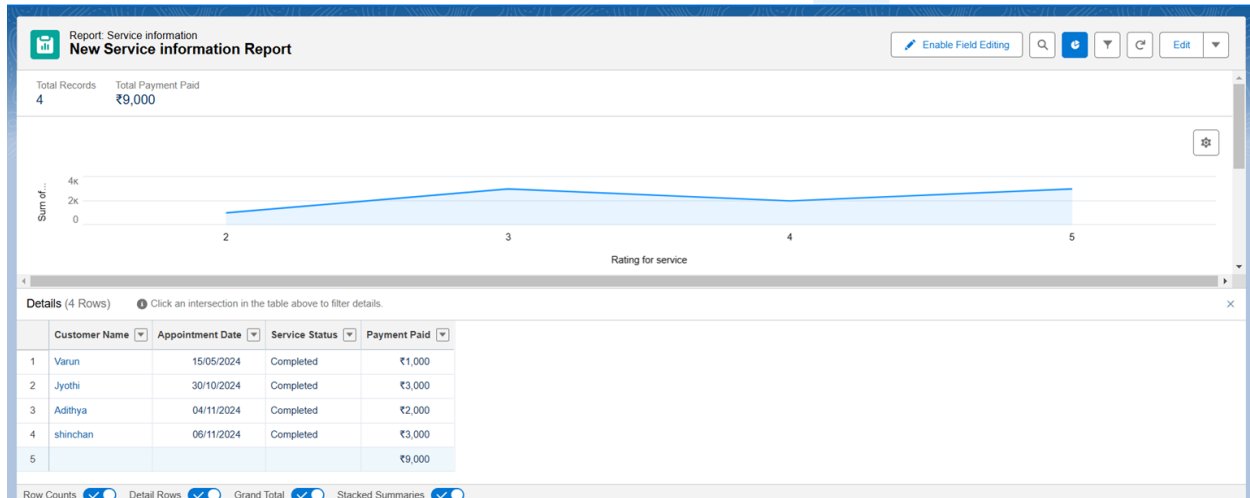 Report: Service information
New Service information Report
Enable Field Editing
Edit
Total Records Total Payment Paid
4 ₹9,000
Sum of...
4K
2K
0
2 3 4 5
Rating for service
Details (4 Rows) Click an intersection in the table above to filter details.
Customer Name Appointment Date Service Status Payment Paid
1 Varun 15/05/2024 Completed ₹1,000
2 Jyothi 30/10/2024 Completed ₹3,000
3 Adithya 04/11/2024 Completed ₹2,000
4 shinchan 06/11/2024 Completed ₹3,000
5 ₹9,000
Row Counts Detail Rows Grand Total Stacked Summaries